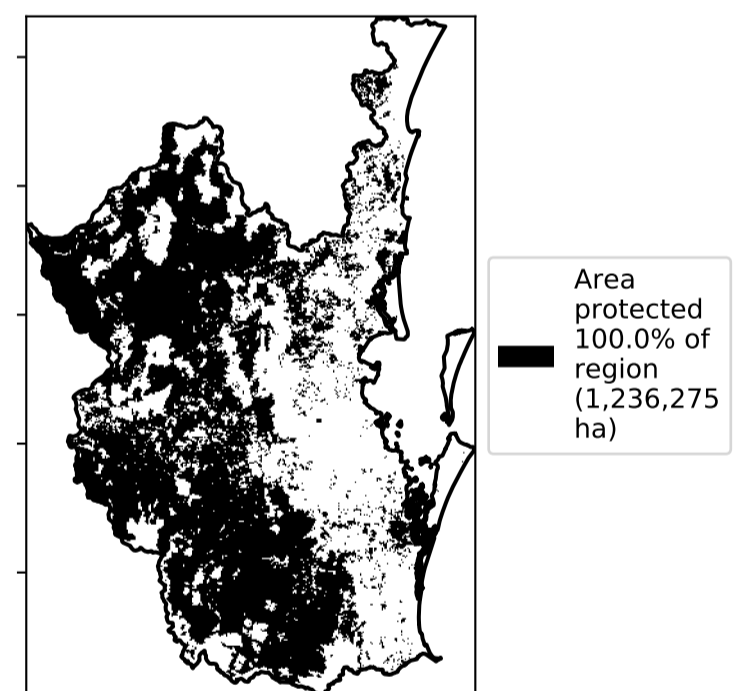 Area
protected
100.0% of
region
(1,236,275
ha)